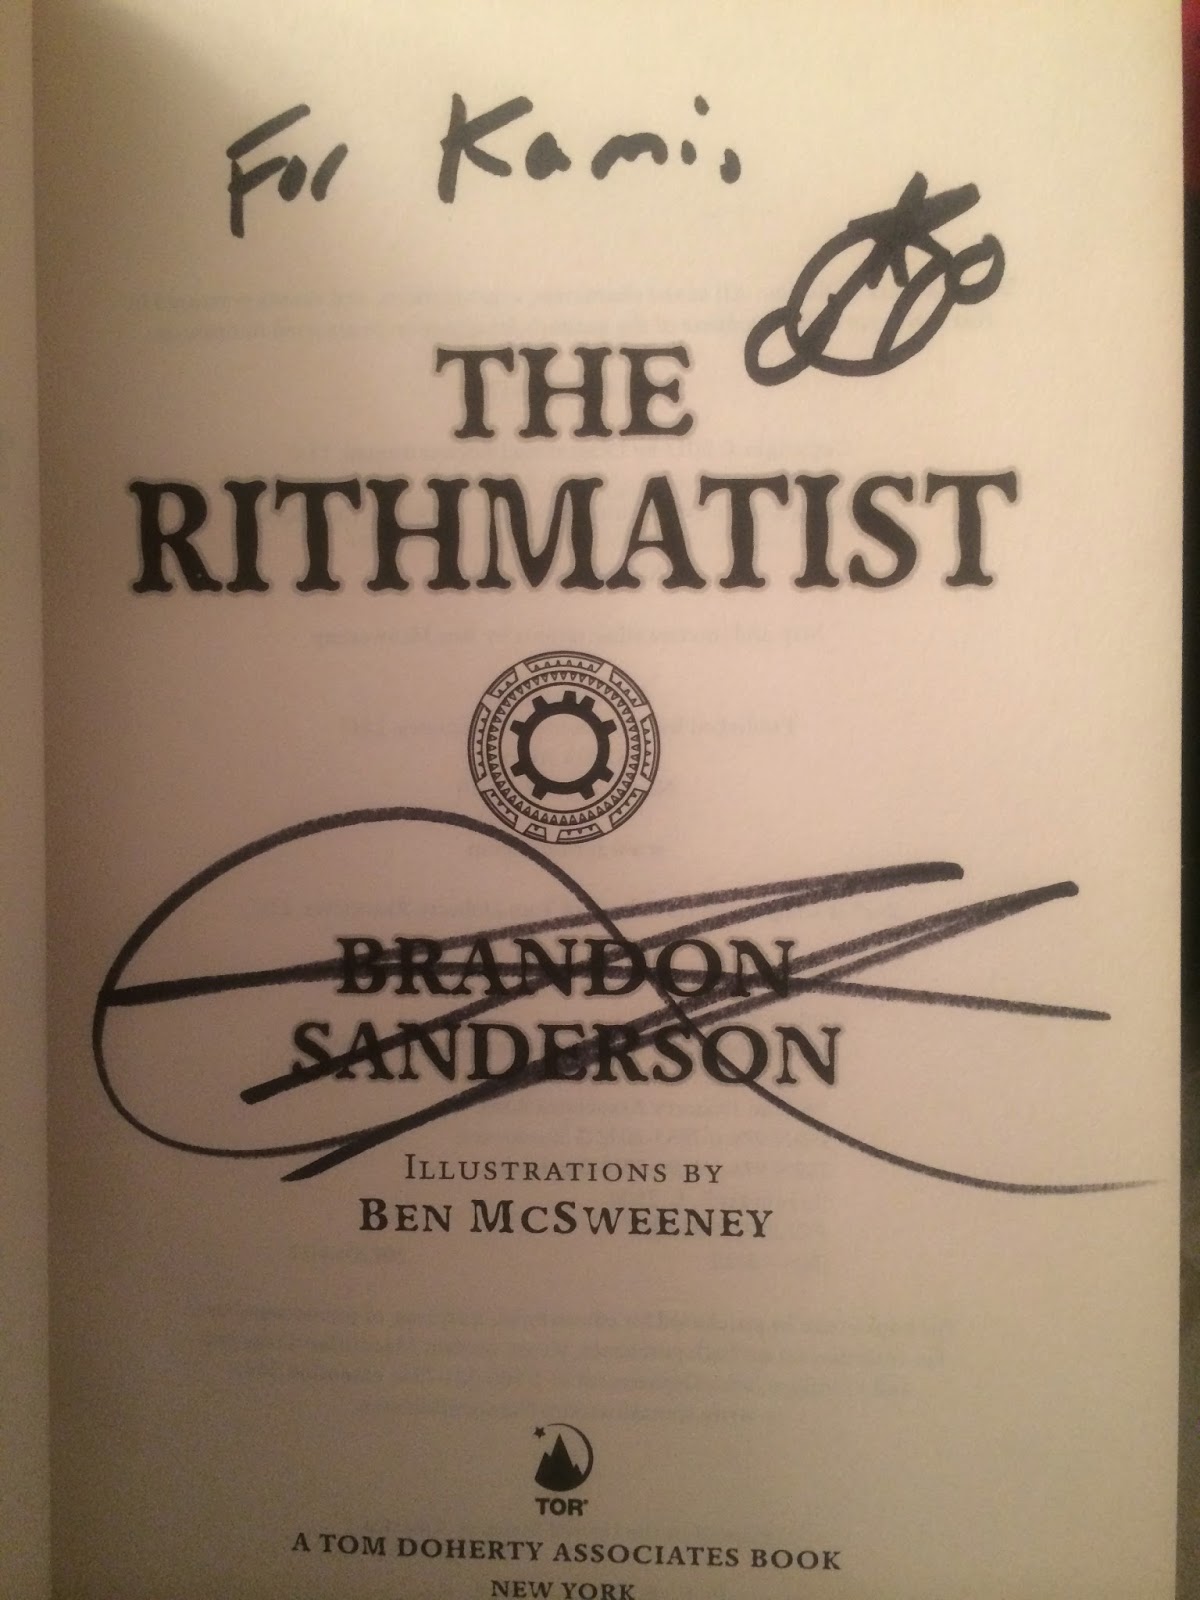 For Kami,
THE
RITHMATIST
BRANDON
SANDERSON
ILLUSTRATIONS BY
BEN MCSWEENEY
TOR®
A TOM DOHERTY ASSOCIATES BOOK
NEW YORK